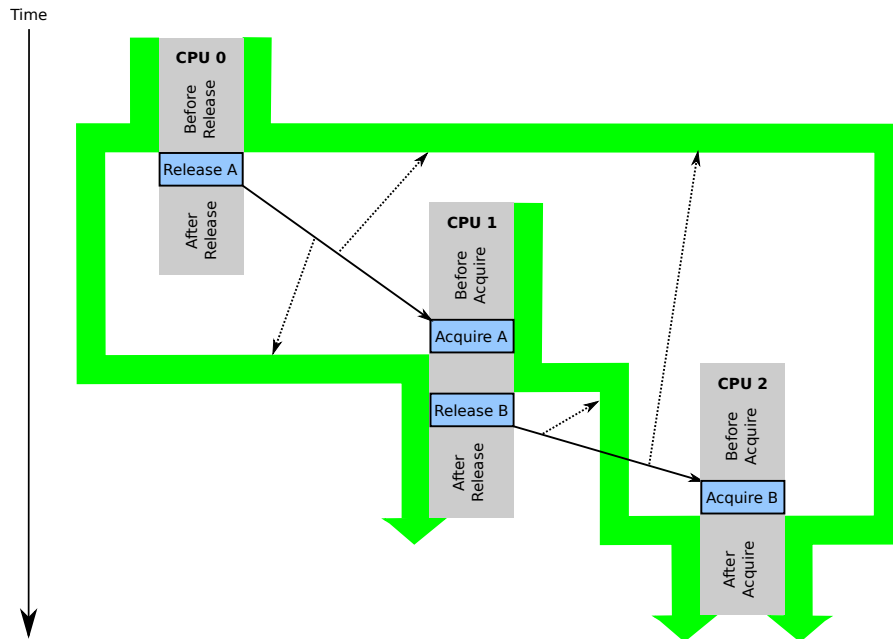 Time
CPU 0
Before
Release
Release A
After
Release
CPU 1
Before
Acquire
Acquire A
Release B
After
Release
CPU 2
Before
Acquire
Acquire B
After
Acquire